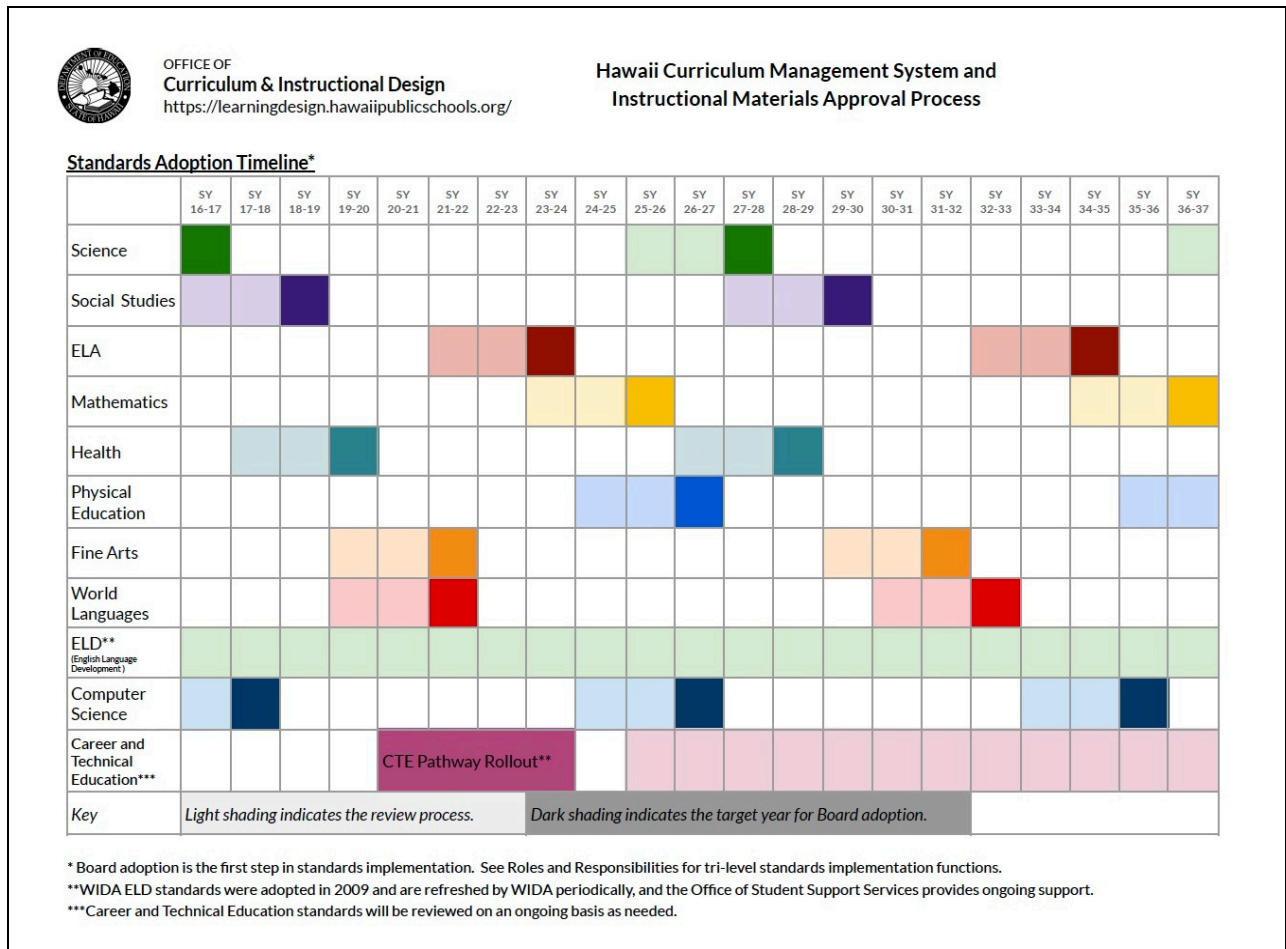 DEPARTMENT OF EDUCATION
STATE OF HAWAII
OFFICE OF
Curriculum & Instructional Design
https://learningdesign.hawaiipublicschools.org/
Hawaii Curriculum Management System and
Instructional Materials Approval Process
Standards Adoption Timeline*
SY SY SY SY SY SY SY SY SY SY SY SY SY SY SY SY SY SY SY SY SY
16-17 17-18 18-19 19-20 20-21 21-22 22-23 23-24 24-25 25-26 26-27 27-28 28-29 29-30 30-31 31-32 32-33 33-34 34-35 35-36 36-37
Science
Social Studies
ELA
Mathematics
Health
Physical
Education
Fine Arts
World
Languages
ELD**
(English Language
Development )
Computer
Science
Career and
Technical
Education***
CTE Pathway Rollout**
Key Light shading indicates the review process. Dark shading indicates the target year for Board adoption.
* Board adoption is the first step in standards implementation. See Roles and Responsibilities for tri-level standards implementation functions.
**WIDA ELD standards were adopted in 2009 and are refreshed by WIDA periodically, and the Office of Student Support Services provides ongoing support.
***Career and Technical Education standards will be reviewed on an ongoing basis as needed.